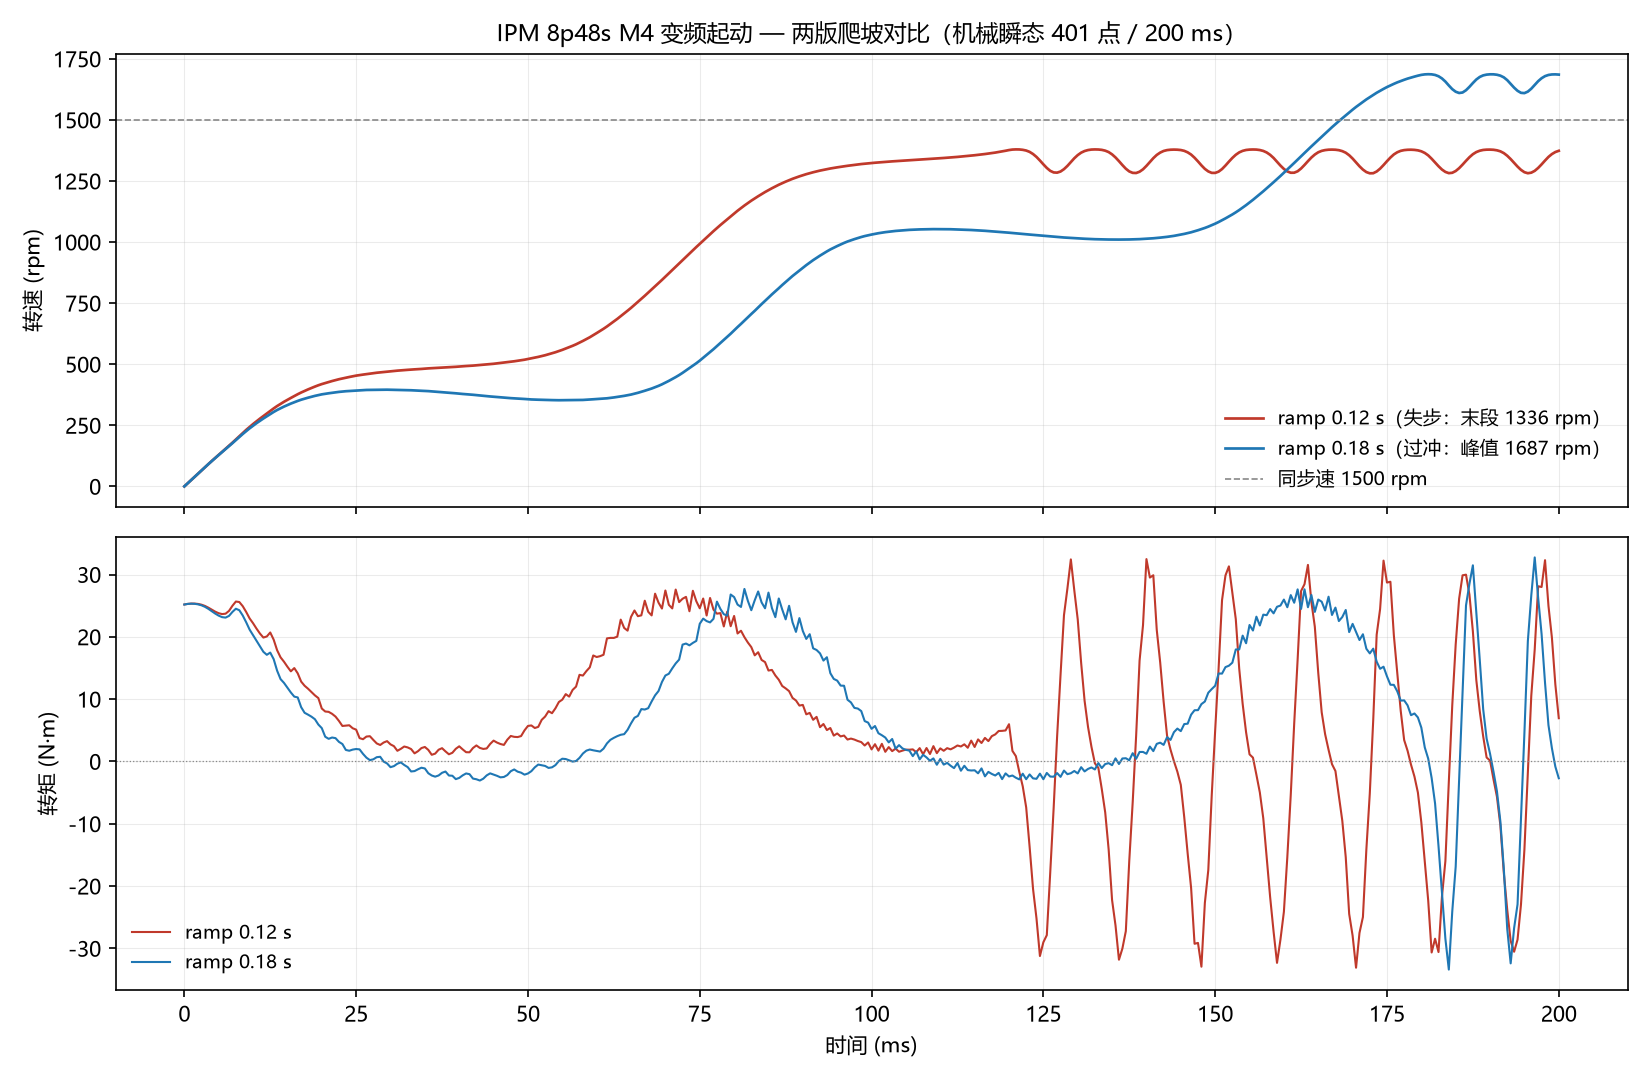 IPM 8p48s M4 变频起动 — 两版爬坡对比（机械瞬态 401 点 / 200 ms）
1750
1500
1250
1000
750
500
250
0
转速 (rpm)
ramp 0.12 s（失步：末段 1336 rpm）
ramp 0.18 s（过冲：峰值 1687 rpm）
同步速 1500 rpm
30
20
10
0
-10
-20
-30
转矩 (N·m)
ramp 0.12 s
ramp 0.18 s
0 25 50 75 100 125 150 175 200
时间 (ms)